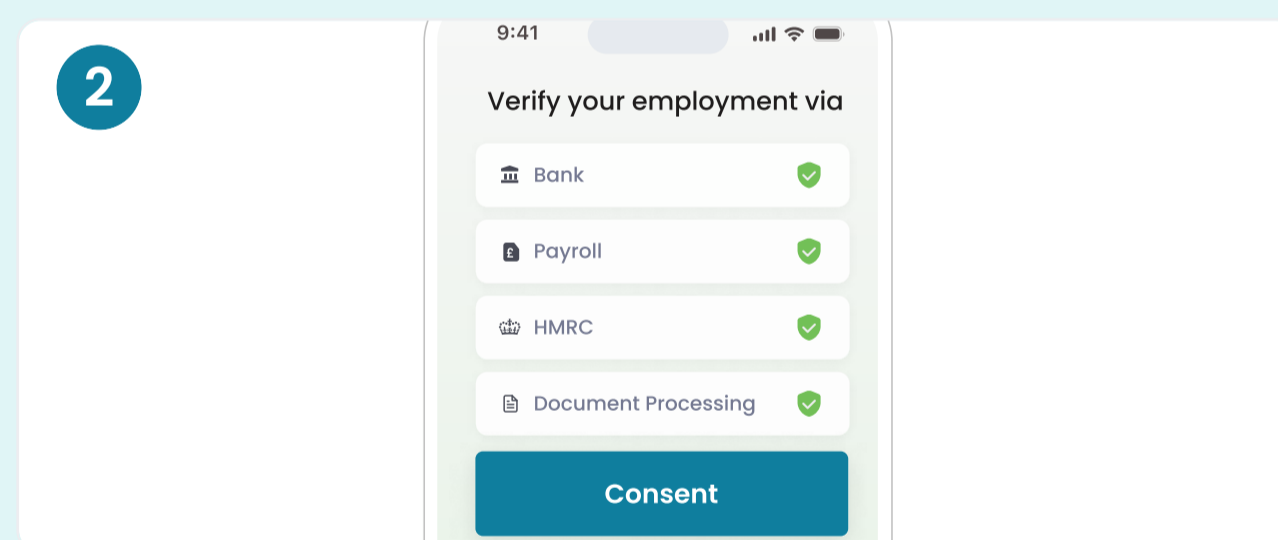 2
9:41
Verify your employment via
Bank
£ Payroll
HMRC
Document Processing
Consent